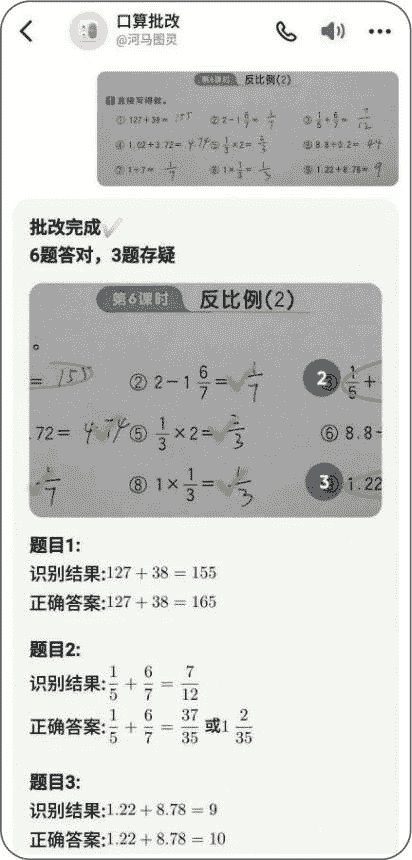 口算批改
@河马图灵
第6课时 反比例(2)
1 直接写得数。
① 127+38= 155 ② 2-1 6/7= 1/7 ③ 1/5+6/7= 7/12
④ 1.02+3.72= 4.74 ⑤ 1/3×2= 2/3 ⑥ 8.8÷0.2= 44
⑦ 1÷7= 1/7 ⑧ 1×1/3= 1/3 ⑨ 1.22+8.78= 9
批改完成
6题答对，3题存疑
第6课时 反比例(2)
。
= 155 ② 2-1 6/7= 1/7 2 1/5+
.72= 4.74 ⑤ 1/3×2= 2/3 ⑥ 8.8÷
1/7 ⑧ 1×1/3= 1/3 3 1.22
题目1:
识别结果:127 + 38 = 155
正确答案:127 + 38 = 165
题目2:
识别结果:1/5 + 6/7 = 7/12
正确答案:1/5 + 6/7 = 37/35 或1 2/35
题目3:
识别结果:1.22 + 8.78 = 9
正确答案:1.22 + 8.78 = 10